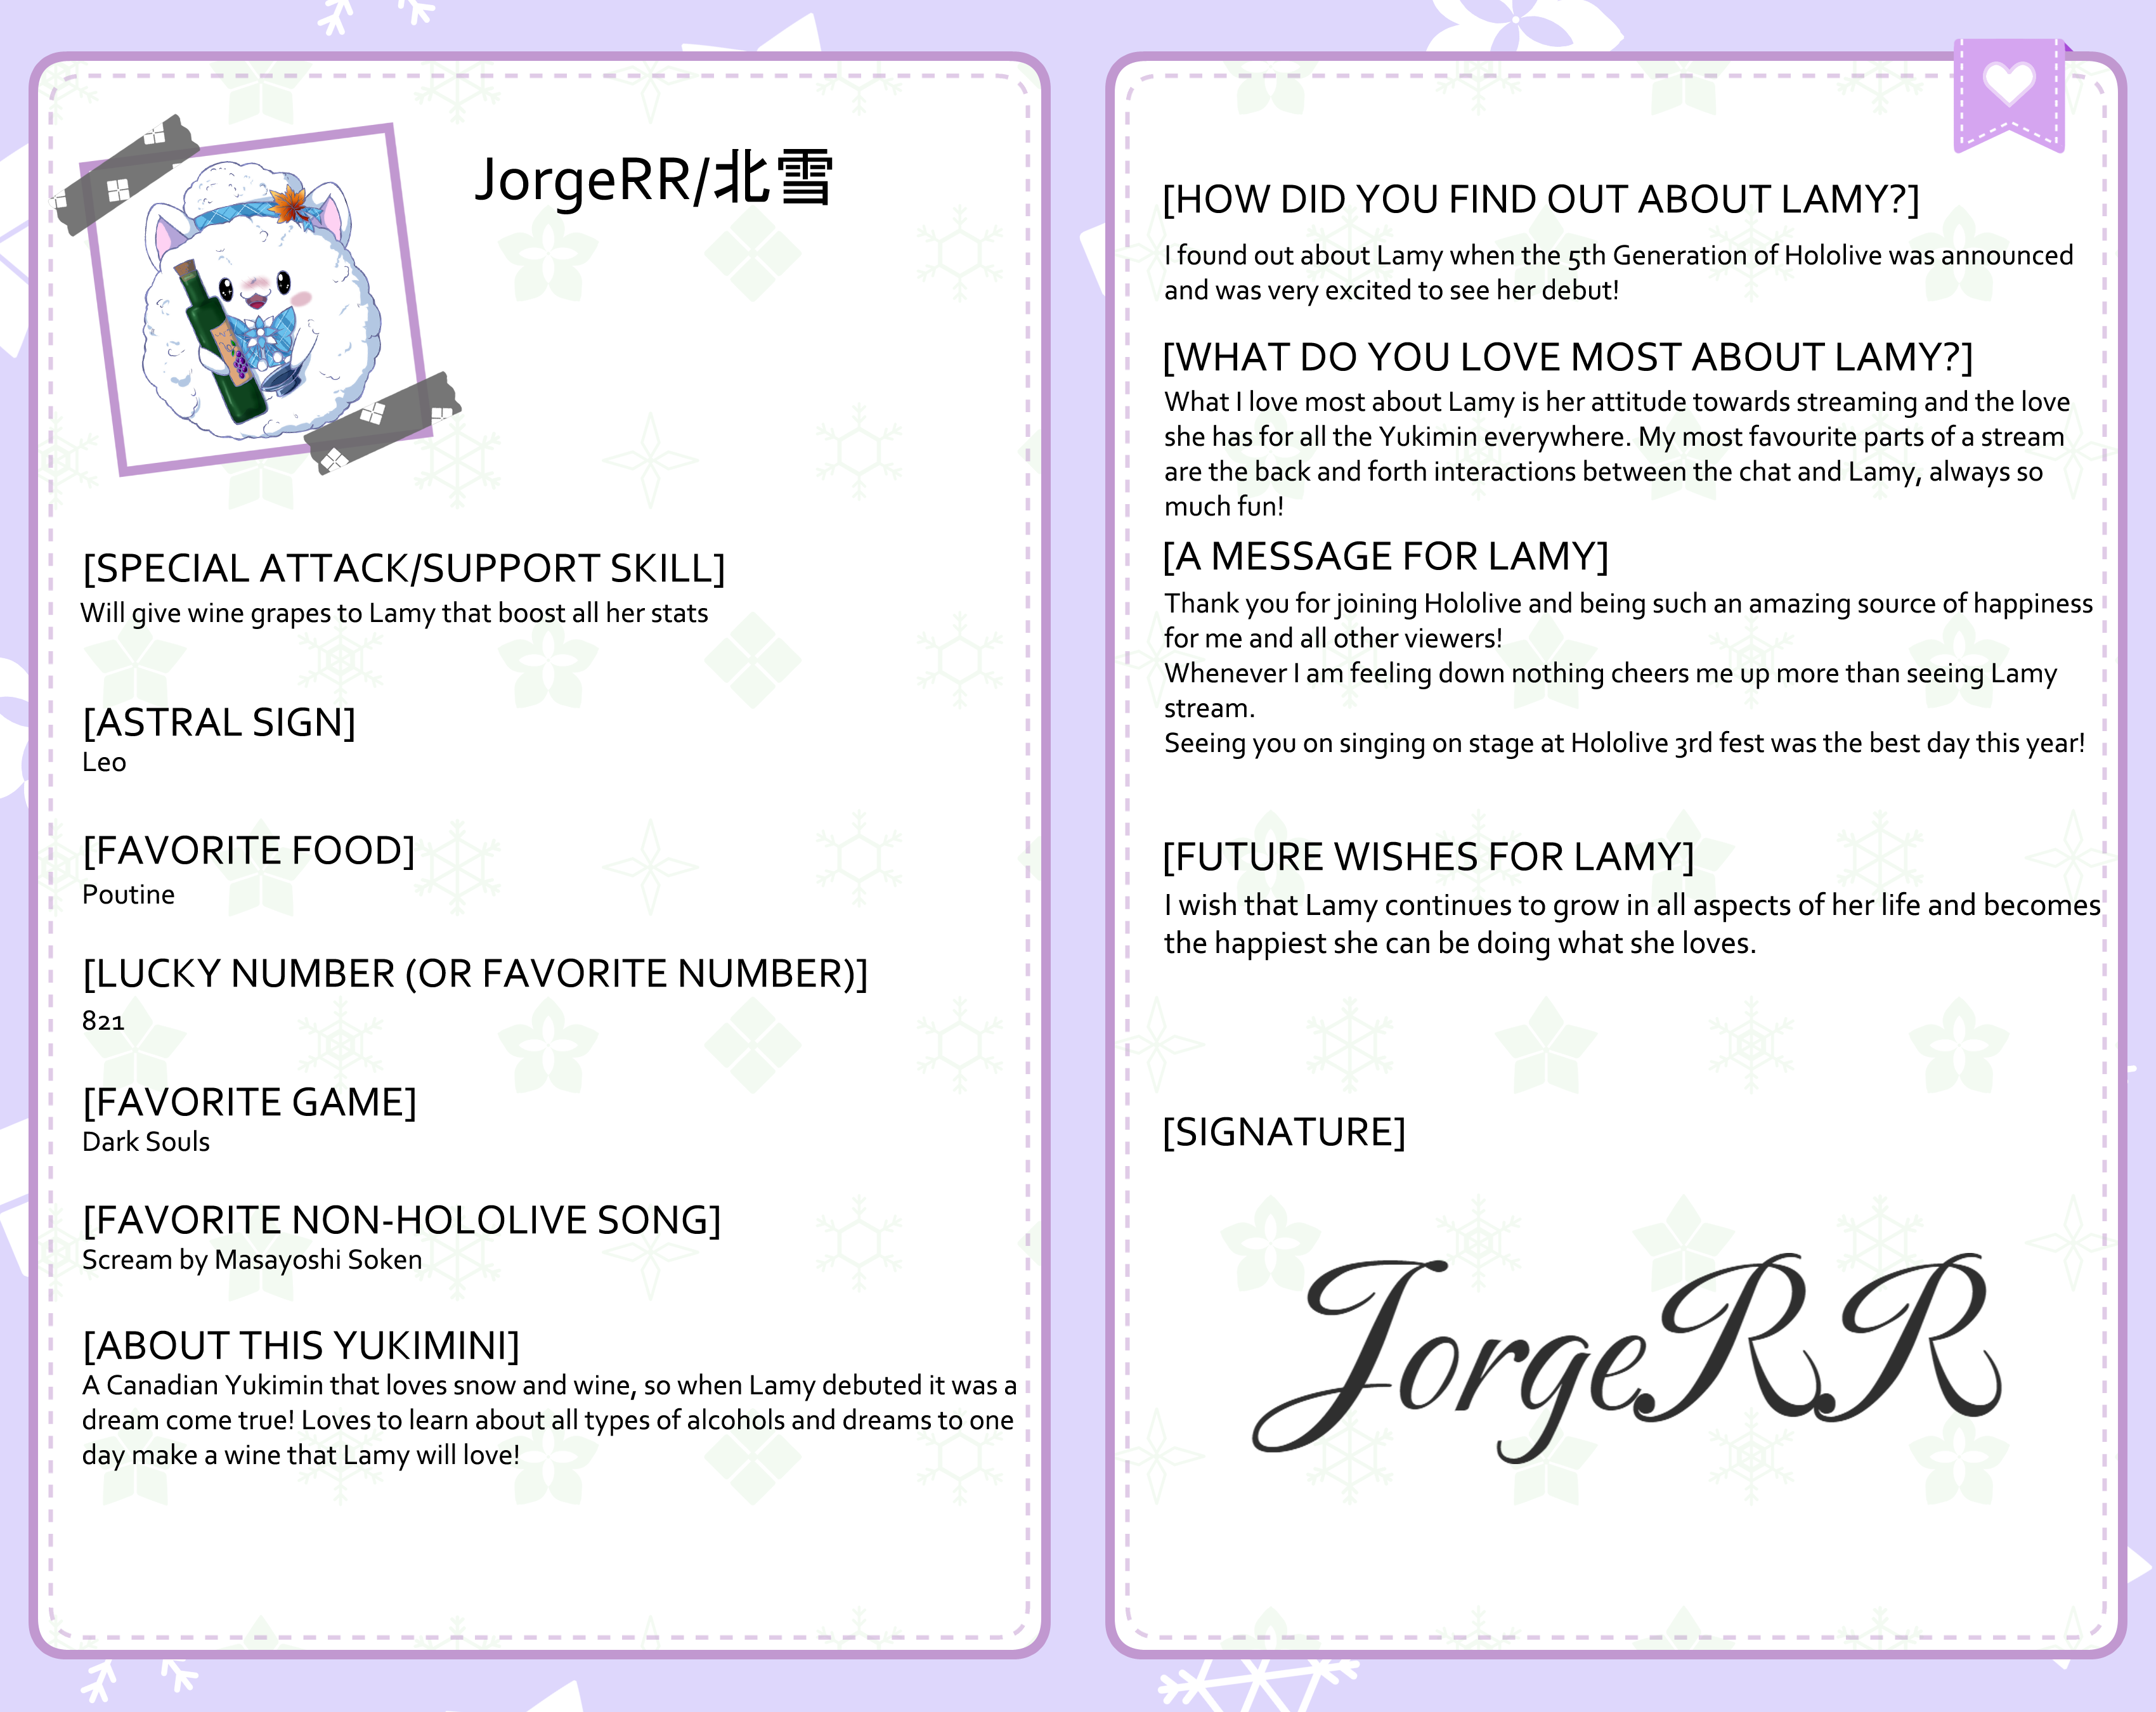 JorgeRR/北雪
[SPECIAL ATTACK/SUPPORT SKILL]
Will give wine grapes to Lamy that boost all her stats
[ASTRAL SIGN]
Leo
[FAVORITE FOOD]
Poutine
[LUCKY NUMBER (OR FAVORITE NUMBER)]
821
[FAVORITE GAME]
Dark Souls
[FAVORITE NON-HOLOLIVE SONG]
Scream by Masayoshi Soken
[ABOUT THIS YUKIMINI]
A Canadian Yukimin that loves snow and wine, so when Lamy debuted it was a
dream come true! Loves to learn about all types of alcohols and dreams to one
day make a wine that Lamy will love!
[HOW DID YOU FIND OUT ABOUT LAMY?]
I found out about Lamy when the 5th Generation of Hololive was announced
and was very excited to see her debut!
[WHAT DO YOU LOVE MOST ABOUT LAMY?]
What I love most about Lamy is her attitude towards streaming and the love
she has for all the Yukimin everywhere. My most favourite parts of a stream
are the back and forth interactions between the chat and Lamy, always so
much fun!
[A MESSAGE FOR LAMY]
Thank you for joining Hololive and being such an amazing source of happiness
for me and all other viewers!
Whenever I am feeling down nothing cheers me up more than seeing Lamy
stream.
Seeing you on singing on stage at Hololive 3rd fest was the best day this year!
[FUTURE WISHES FOR LAMY]
I wish that Lamy continues to grow in all aspects of her life and becomes
the happiest she can be doing what she loves.
[SIGNATURE]
JorgeRR